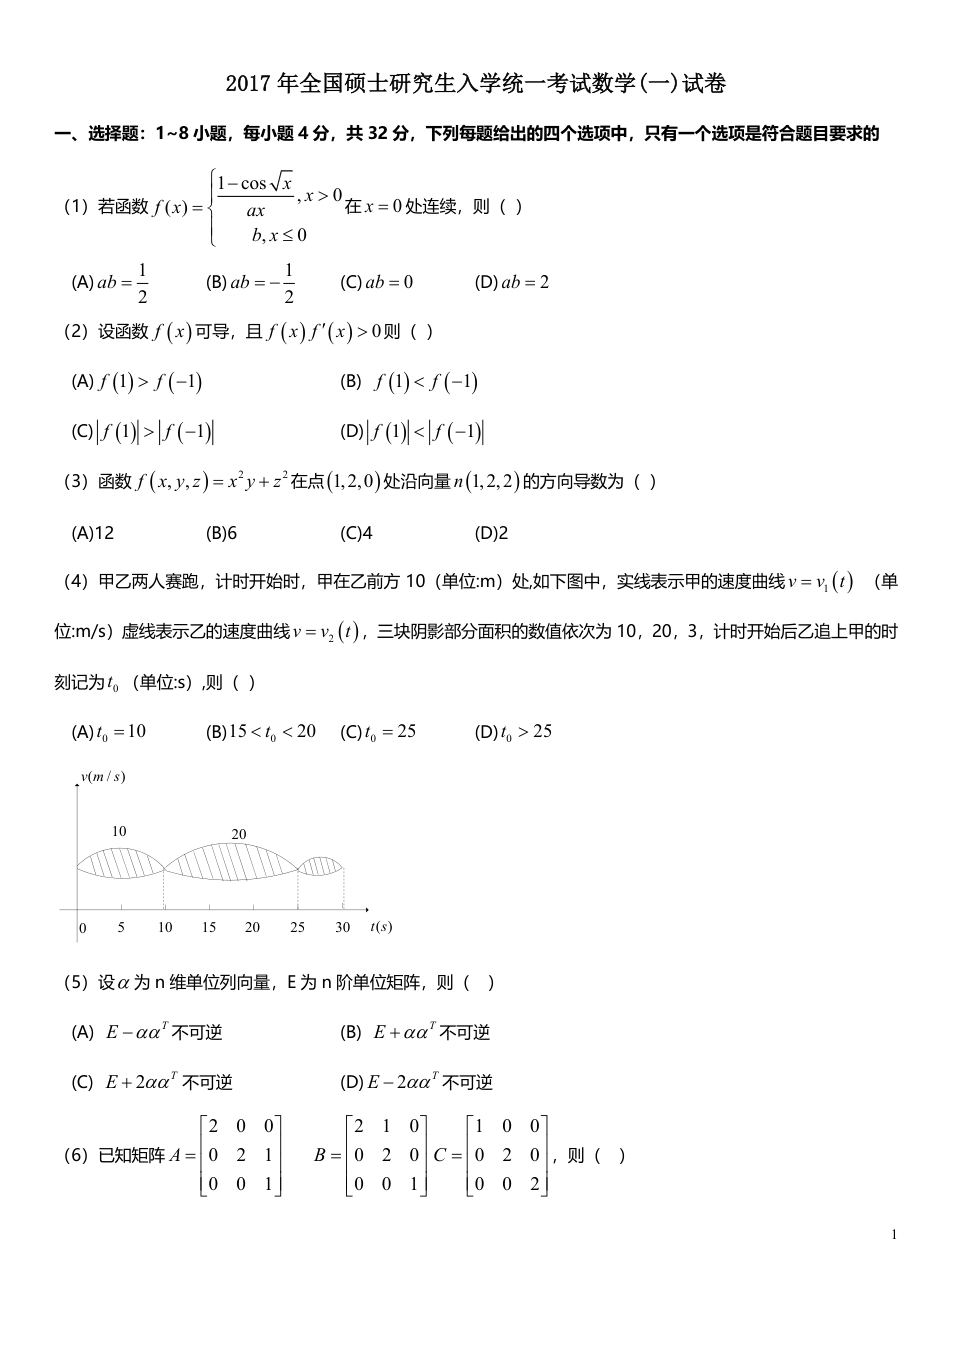 2017 年全国硕士研究生入学统一考试数学(一)试卷
一、选择题：1~8 小题，每小题 4 分，共 32 分，下列每题给出的四个选项中，只有一个选项是符合题目要求的
（1）若函数 f(x) = { (1−cos √x)/(ax), x > 0; b, x ≤ 0 在 x = 0 处连续，则（ ）
(A) ab = 1/2 (B) ab = −1/2 (C) ab = 0 (D) ab = 2
（2）设函数 f(x) 可导，且 f(x) f′(x) > 0 则（ ）
(A) f(1) > f(−1) (B) f(1) < f(−1)
(C) |f(1)| > |f(−1)| (D) |f(1)| < |f(−1)|
（3）函数 f(x, y, z) = x²y + z² 在点 (1,2,0) 处沿向量 n(1,2,2) 的方向导数为（ ）
(A)12 (B)6 (C)4 (D)2
（4）甲乙两人赛跑，计时开始时，甲在乙前方 10（单位:m）处,如下图中，实线表示甲的速度曲线 v = v₁(t) （单
位:m/s）虚线表示乙的速度曲线 v = v₂(t)，三块阴影部分面积的数值依次为 10，20，3，计时开始后乙追上甲的时
刻记为 t₀（单位:s）,则（ ）
(A) t₀ = 10 (B) 15 < t₀ < 20 (C) t₀ = 25 (D) t₀ > 25
v(m / s)
10 20
0 5 10 15 20 25 30 t(s)
（5）设 α 为 n 维单位列向量，E 为 n 阶单位矩阵，则（ ）
(A) E − ααᵀ 不可逆 (B) E + ααᵀ 不可逆
(C) E + 2ααᵀ 不可逆 (D) E − 2ααᵀ 不可逆
（6）已知矩阵 A = [2 0 0; 0 2 1; 0 0 1] B = [2 1 0; 0 2 0; 0 0 1] C = [1 0 0; 0 2 0; 0 0 2]，则（ ）
1